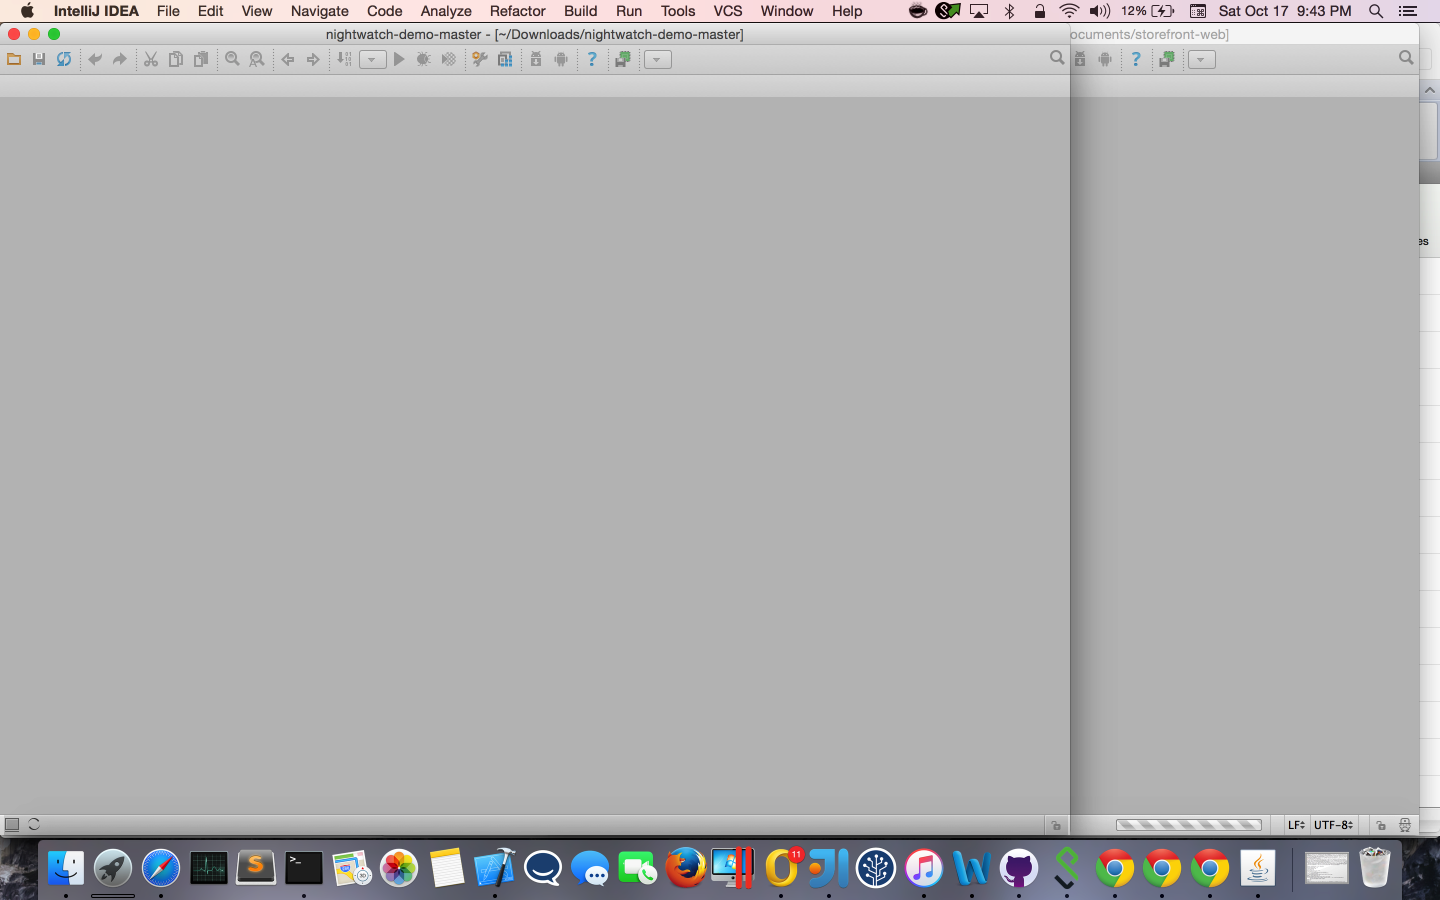 IntelliJ IDEA File Edit View Navigate Code Analyze Refactor Build Run Tools VCS Window Help 12% Sat Oct 17 9:43 PM
nightwatch-demo-master - [~/Downloads/nightwatch-demo-master]
ocuments/storefront-web]
?
?
es
LF
UTF-8
S
>_
30
11